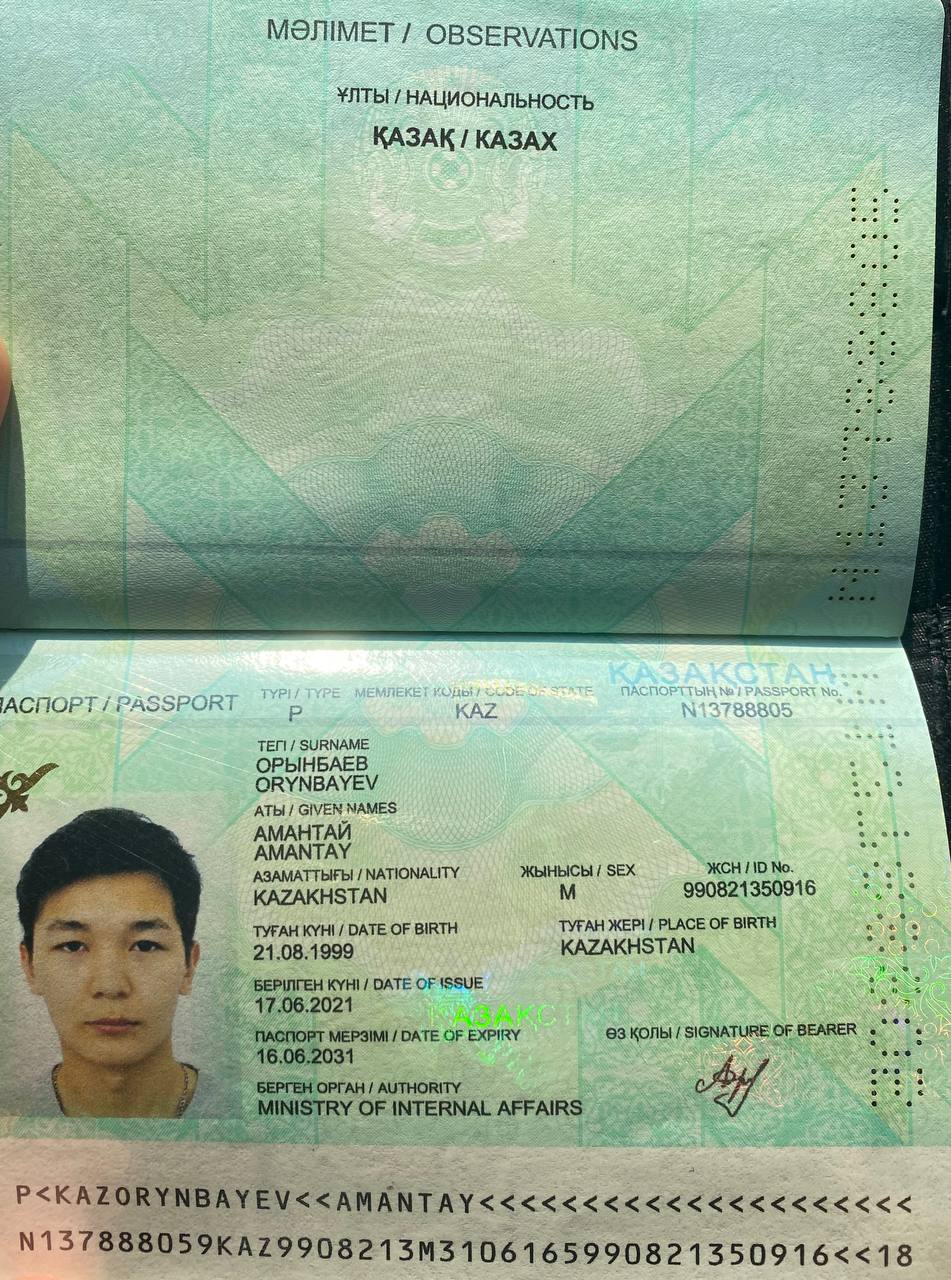 МӘЛІМЕТ / OBSERVATIONS
ҰЛТЫ / НАЦИОНАЛЬНОСТЬ
ҚАЗАҚ / КАЗАХ
N13788805
ҚАЗАҚСТАН
ПАСПОРТ / PASSPORT
ТҮРІ / TYPE
P
МЕМЛЕКЕТ КОДЫ / CODE OF STATE
KAZ
ПАСПОРТТЫҢ № / PASSPORT No.
N13788805
ТЕГІ / SURNAME
ОРЫНБАЕВ
ORYNBAYEV
АТЫ / GIVEN NAMES
АМАНТАЙ
AMANTAY
АЗАМАТТЫҒЫ / NATIONALITY
KAZAKHSTAN
ЖЫНЫСЫ / SEX
M
ЖСН / ID No.
990821350916
ТУҒАН КҮНІ / DATE OF BIRTH
21.08.1999
ТУҒАН ЖЕРІ / PLACE OF BIRTH
KAZAKHSTAN
БЕРІЛГЕН КҮНІ / DATE OF ISSUE
17.06.2021
ҚАЗАҚСТ
ПАСПОРТ МЕРЗІМІ / DATE OF EXPIRY
16.06.2031
ӨЗ ҚОЛЫ / SIGNATURE OF BEARER
БЕРГЕН ОРГАН / AUTHORITY
MINISTRY OF INTERNAL AFFAIRS
N13788805
P<KAZORYNBAYEV<<AMANTAY<<<<<<<<<<<<<<<<<<<<<
N137888059KAZ9908213M3106165990821350916<<18